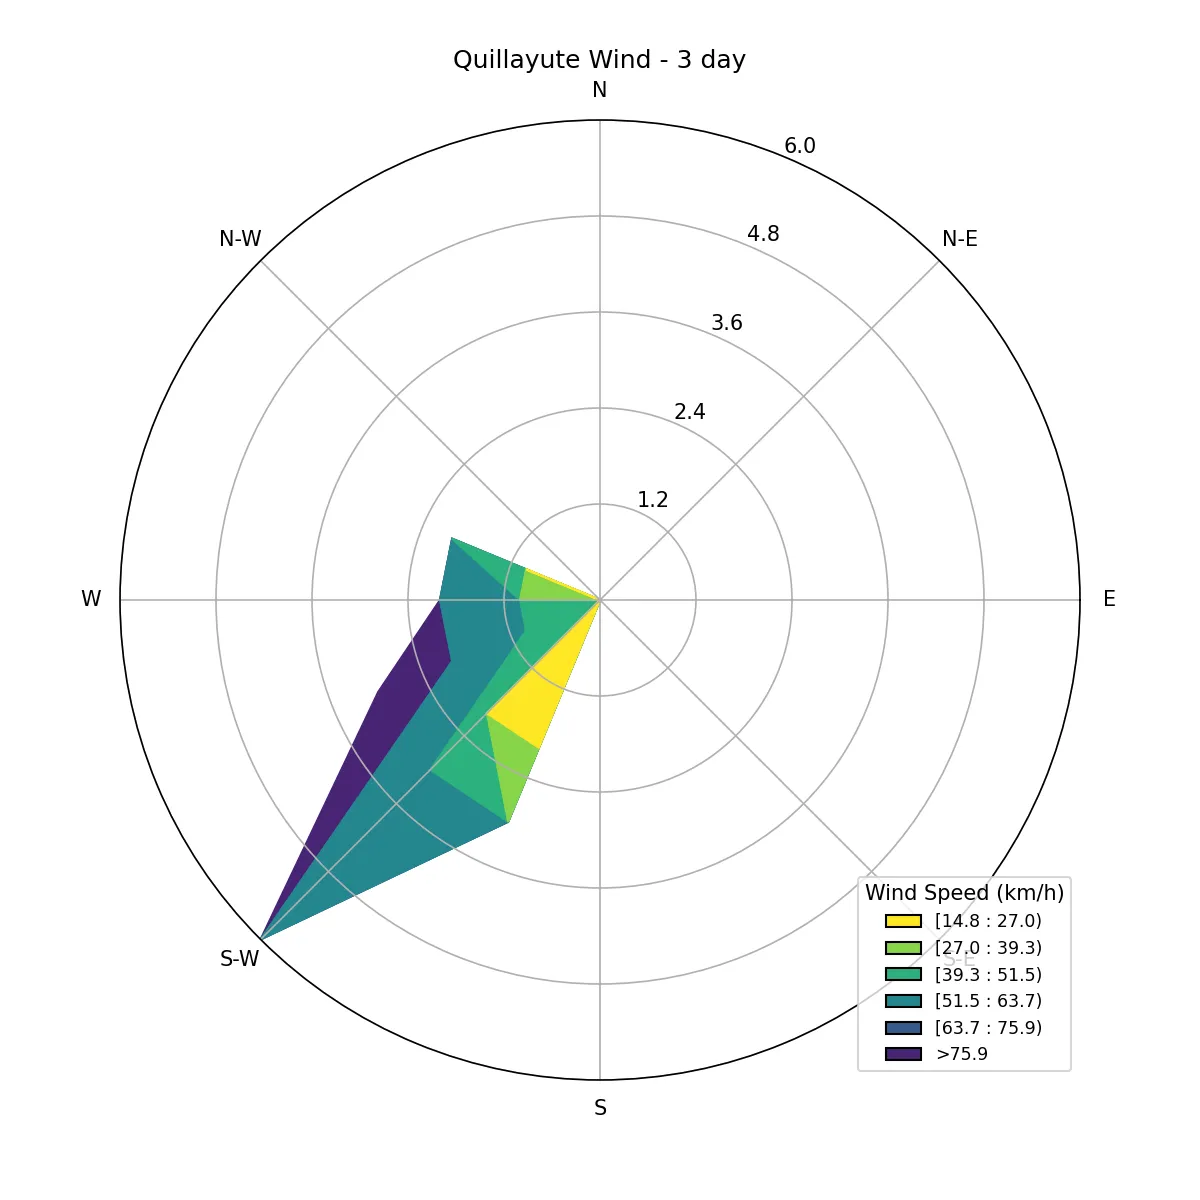 Quillayute Wind - 3 day
N
6.0
4.8
N-W
N-E
3.6
2.4
1.2
W
E
Wind Speed (km/h)
[14.8 : 27.0)
[27.0 : 39.3)
S-W
S-E
[39.3 : 51.5)
[51.5 : 63.7)
[63.7 : 75.9)
>75.9
S